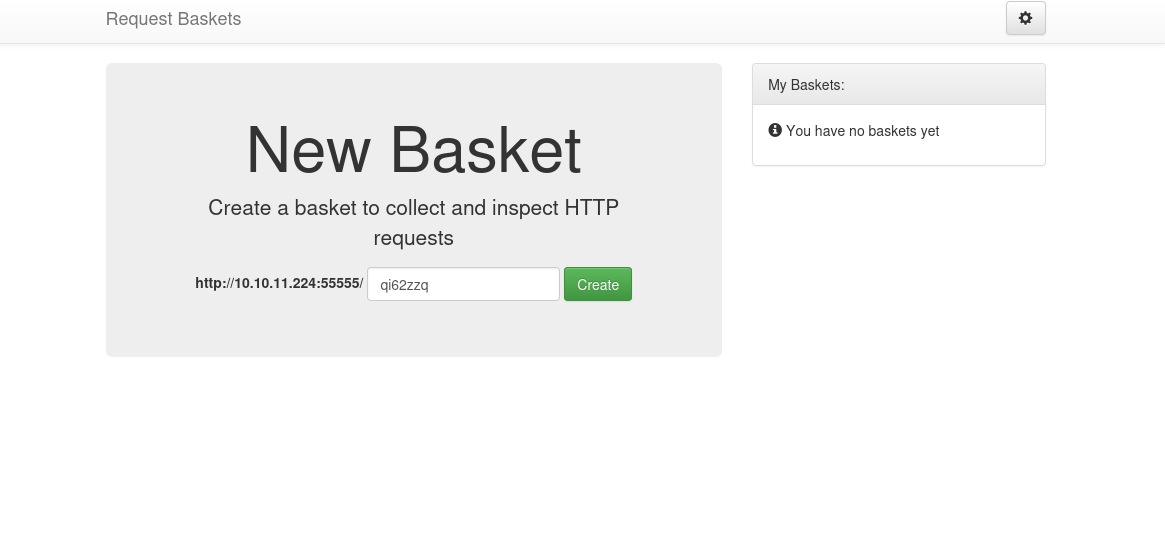 Request Baskets
New Basket
Create a basket to collect and inspect HTTP
requests
http://10.10.11.224:55555/ qi62zzq Create
My Baskets:
You have no baskets yet